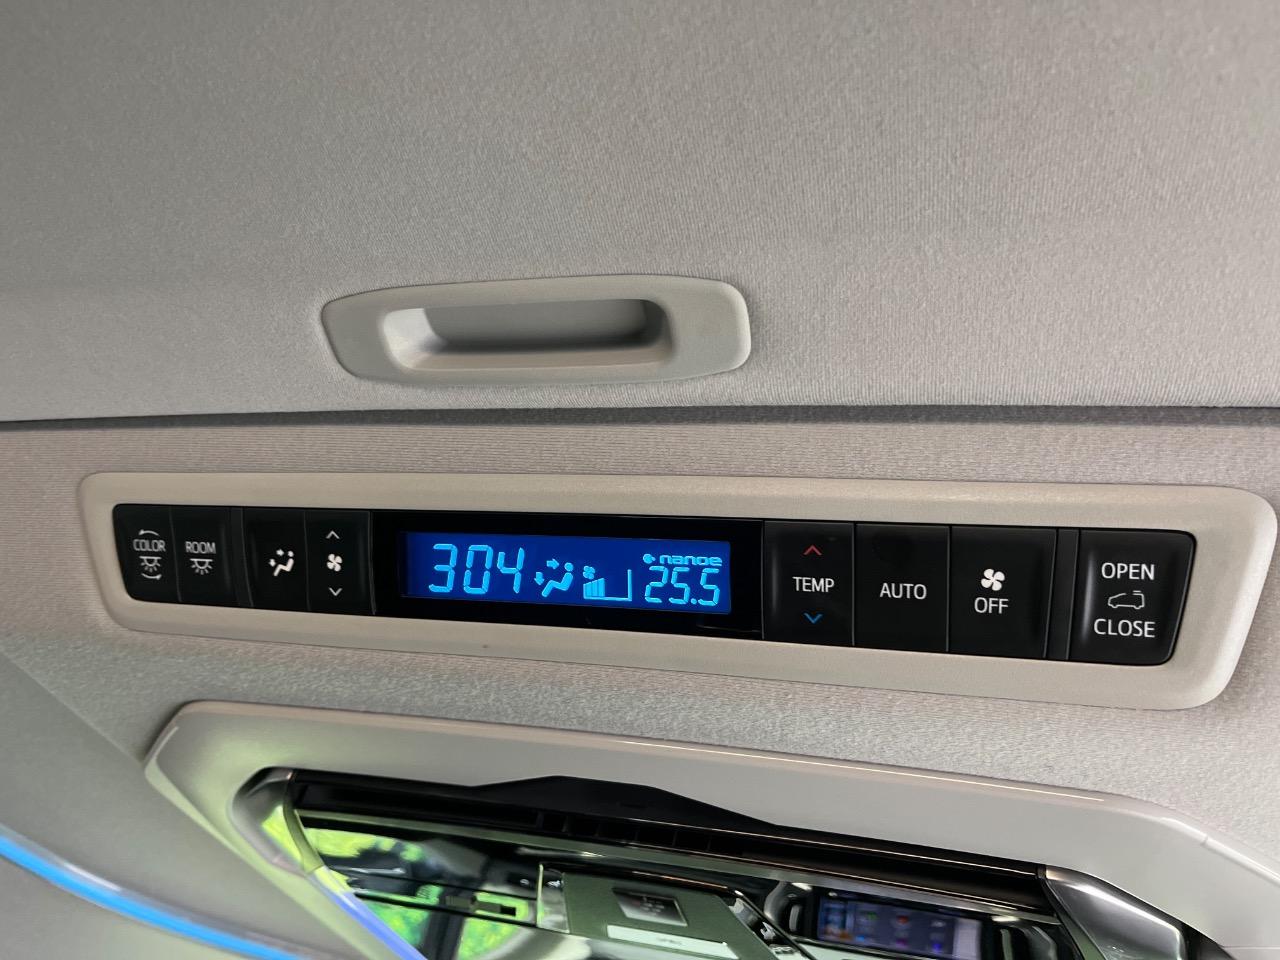 COLOR
ROOM
304
nanoe
25.5
TEMP
AUTO
OFF
OPEN
CLOSE